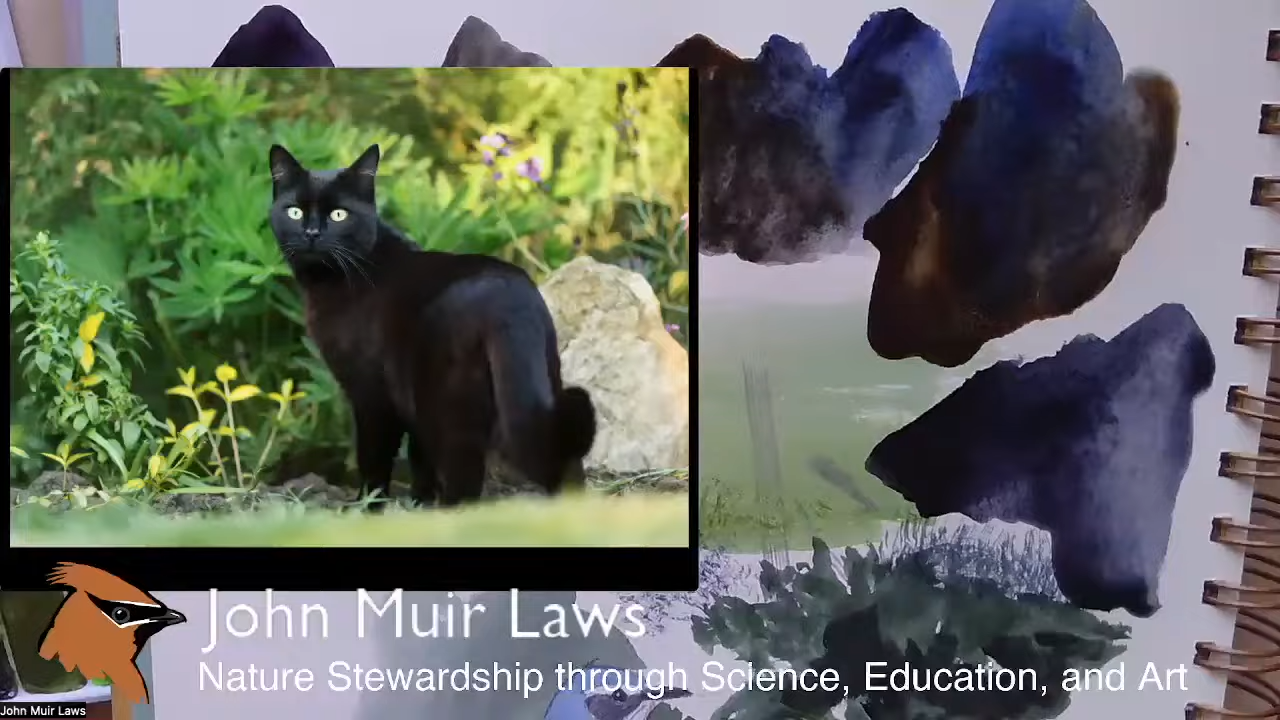 John Muir Laws
Nature Stewardship through Science, Education, and Art
John Muir Laws